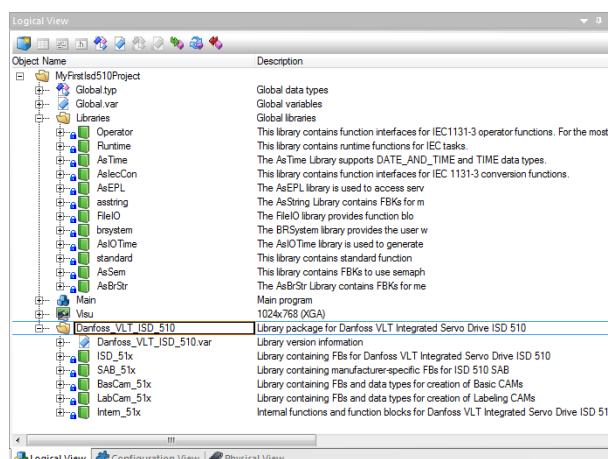 Logical View
Object Name Description
MyFirstIsd510Project
Global.typ Global data types
Global.var Global variables
Libraries Global libraries
Operator This library contains function interfaces for IEC1131-3 operator functions. For the most
Runtime This library contains runtime functions for IEC tasks.
AsTime The AsTime Library supports DATE_AND_TIME and TIME data types.
AsIecCon This library contains function interfaces for IEC 1131-3 conversion functions.
AsEPL The AsEPL library is used to access serv
asstring The AsString Library contains FBKs for m
FileIO The FileIO library provides function blo
brsystem The BRSystem library provides the user w
AsIOTime The AsIOTime library is used to generate
standard This library contains standard function
AsSem This library contains FBKs to use semaph
AsBrStr The AsBrStr Library contains FBKs for me
Main Main program
Visu 1024x768 (XGA)
Danfoss_VLT_ISD_510 Library package for Danfoss VLT Integrated Servo Drive ISD 510
Danfoss_VLT_ISD_510.var Library version information
ISD_51x Library containing FBs for Danfoss VLT Integrated Servo Drive ISD 510
SAB_51x Library containing manufacturer-specific FBs for ISD 510 SAB
BasCam_51x Library containing FBs and data types for creation of Basic CAMs
LabCam_51x Library containing FBs and data types for creation of Labeling CAMs
Intern_51x Internal functions and function blocks for Danfoss VLT Integrated Servo Drive ISD 51
Logical View Configuration View Physical View